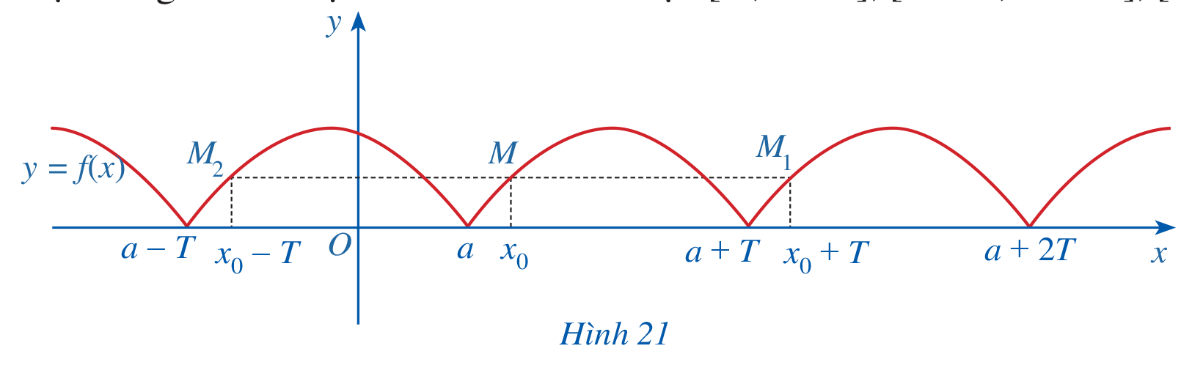 y
y = f(x)
M₂ M M₁
a – T x₀ – T O a x₀ a + T x₀ + T a + 2T x
Hình 21